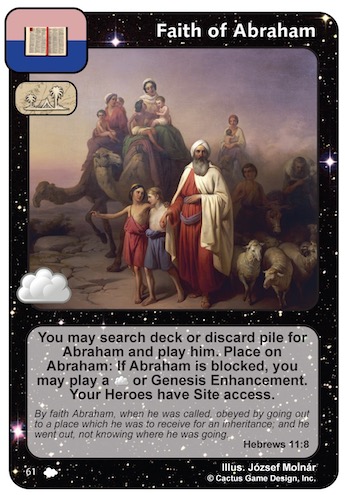 Faith of Abraham
You may search deck or discard pile for
Abraham and play him. Place on
Abraham: If Abraham is blocked, you
may play a or Genesis Enhancement.
Your Heroes have Site access.
By faith Abraham, when he was called, obeyed by going out
to a place which he was to receive for an inheritance; and he
went out, not knowing where he was going.
Hebrews 11:8
61
Illus. József Molnár
© Cactus Game Design, Inc.